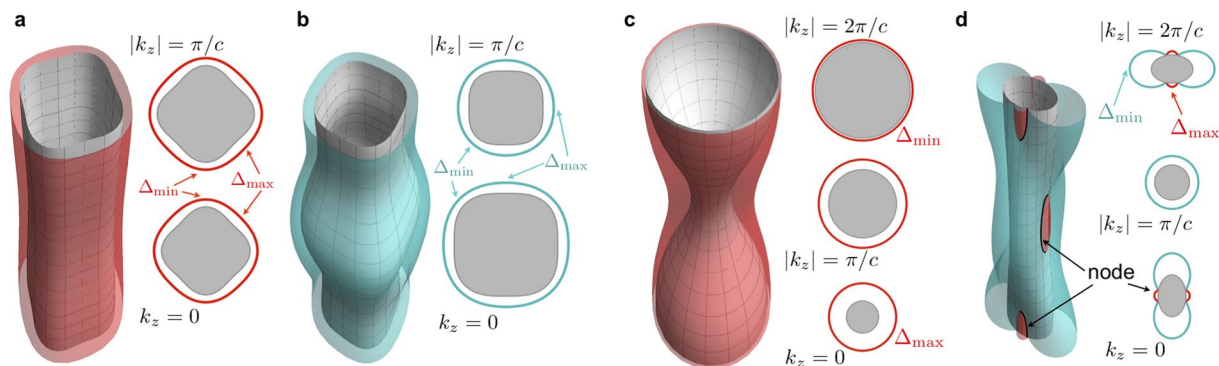 a
|k_z| = π/c
Δ_min
Δ_max
k_z = 0
b
|k_z| = π/c
Δ_min
Δ_max
k_z = 0
c
|k_z| = 2π/c
Δ_min
|k_z| = π/c
k_z = 0
Δ_max
d
|k_z| = 2π/c
Δ_min
Δ_max
|k_z| = π/c
node
k_z = 0